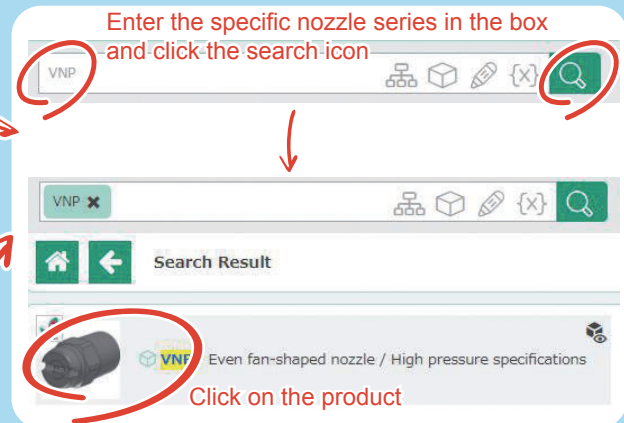 Enter the specific nozzle series in the box
and click the search icon
VNP
{x}
VNP ✖
{x}
Search Result
VNP Even fan-shaped nozzle / High pressure specifications
Click on the product